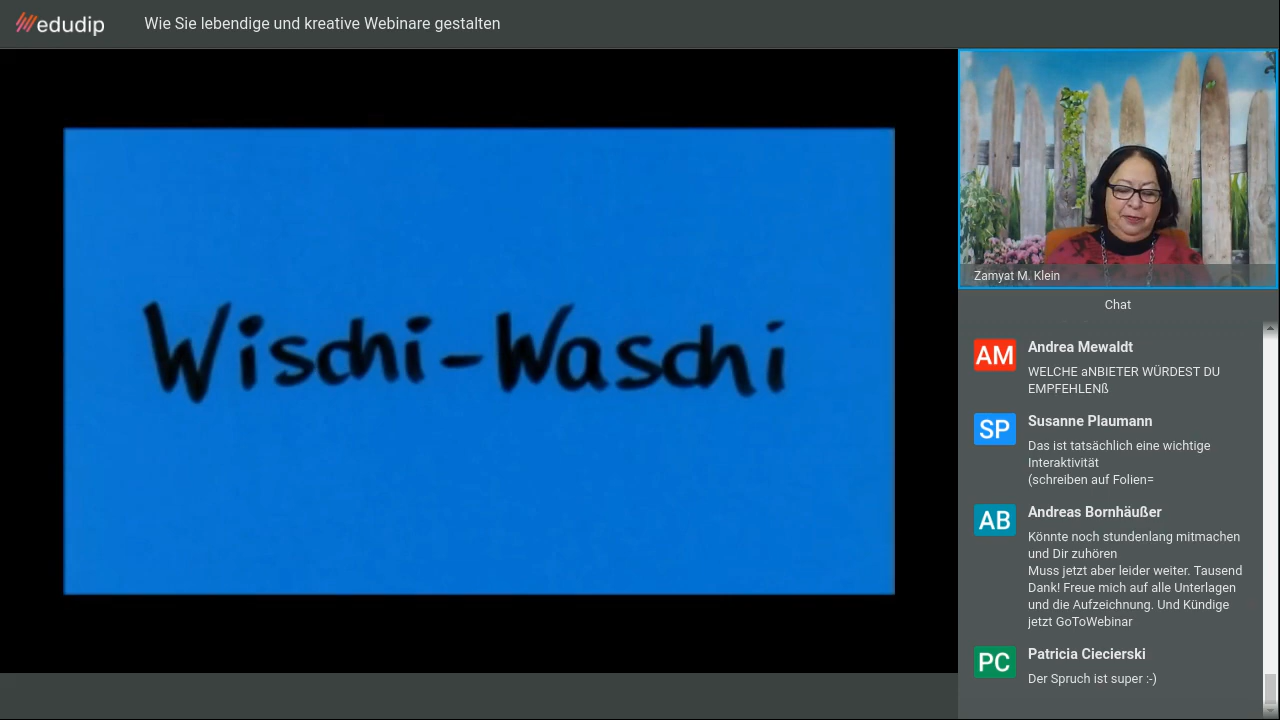 edudip
Wie Sie lebendige und kreative Webinare gestalten
Wischi-Waschi
Zamyat M. Klein
Chat
AM
Andrea Mewaldt
WELCHE aNBIETER WÜRDEST DU
EMPFEHLENß
SP
Susanne Plaumann
Das ist tatsächlich eine wichtige
Interaktivität
(schreiben auf Folien=
AB
Andreas Bornhäußer
Könnte noch stundenlang mitmachen
und Dir zuhören
Muss jetzt aber leider weiter. Tausend
Dank! Freue mich auf alle Unterlagen
und die Aufzeichnung. Und Kündige
jetzt GoToWebinar
PC
Patricia Ciecierski
Der Spruch ist super :-)